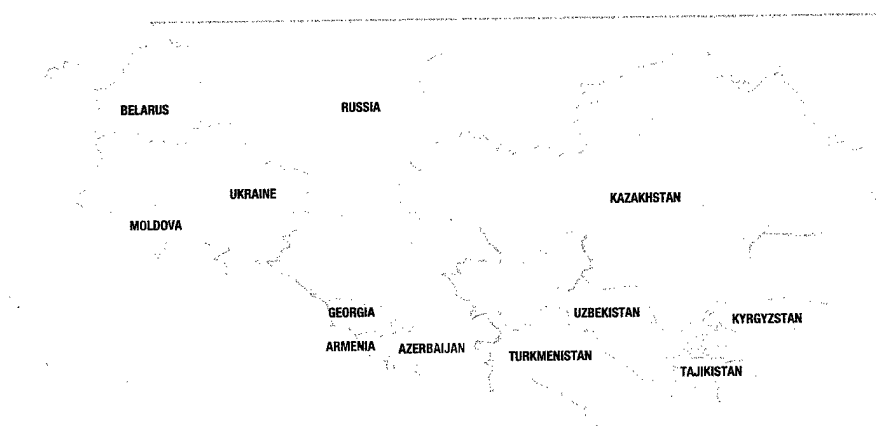 BELARUS
RUSSIA
UKRAINE
KAZAKHSTAN
MOLDOVA
GEORGIA
UZBEKISTAN
KYRGYZSTAN
ARMENIA
AZERBAIJAN
TURKMENISTAN
TAJIKISTAN